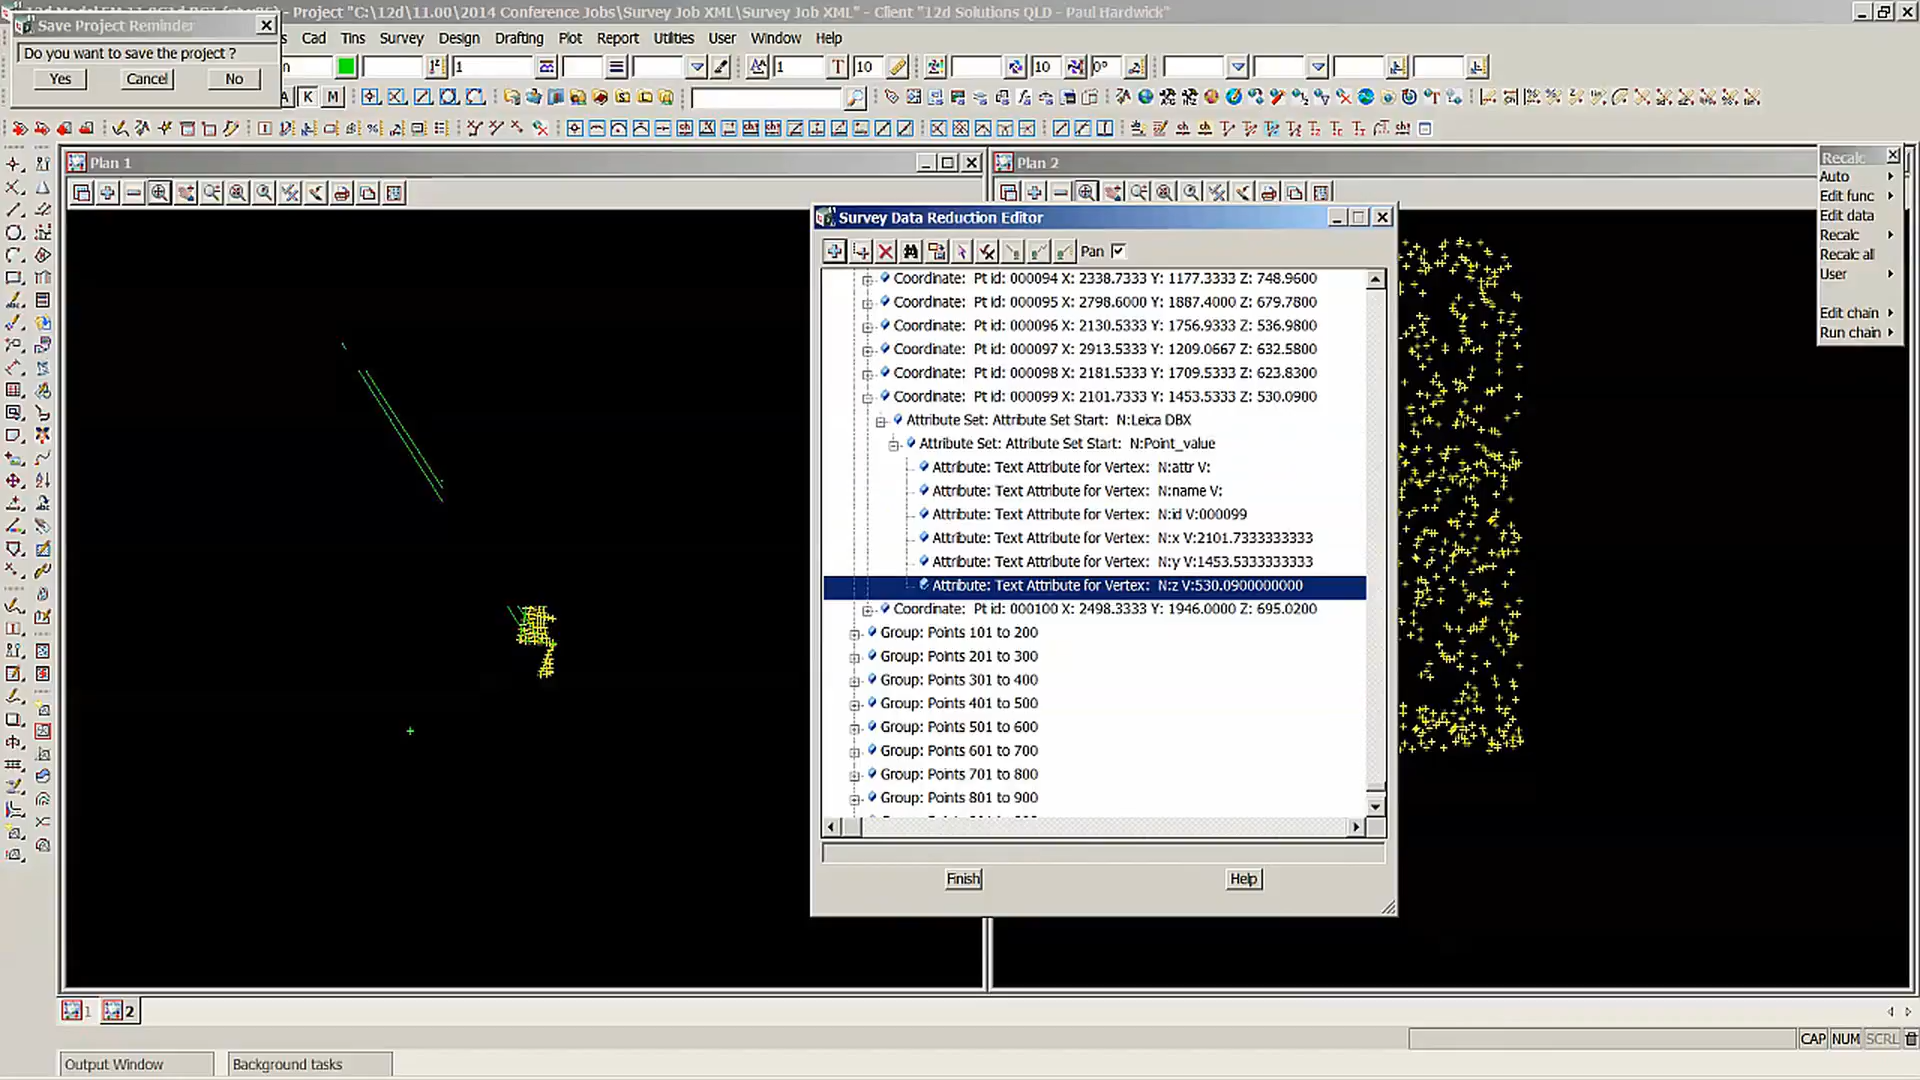 - Project "C:\12d\11.00\2014 Conference Jobs\Survey Job XML\Survey Job XML" - Client "12d Solutions QLD - Paul Hardwick"
Save Project Reminder
Do you want to save the project ?
Yes
Cancel
No
Cad
Tins
Survey
Design
Drafting
Plot
Report
Utilities
User
Window
Help
1
1
10
10
0°
K
M
Plan 1
Plan 2
Recalc
Auto
Edit func
Edit data
Recalc
Recalc all
User
Edit chain
Run chain
Survey Data Reduction Editor
Pan
Coordinate: Pt id: 000094 X: 2338.7333 Y: 1177.3333 Z: 748.9600
Coordinate: Pt id: 000095 X: 2798.6000 Y: 1887.4000 Z: 679.7800
Coordinate: Pt id: 000096 X: 2130.5333 Y: 1756.9333 Z: 536.9800
Coordinate: Pt id: 000097 X: 2913.5333 Y: 1209.0667 Z: 632.5800
Coordinate: Pt id: 000098 X: 2181.5333 Y: 1709.5333 Z: 623.8300
Coordinate: Pt id: 000099 X: 2101.7333 Y: 1453.5333 Z: 530.0900
Attribute Set: Attribute Set Start: N:Leica DBX
Attribute Set: Attribute Set Start: N:Point_value
Attribute: Text Attribute for Vertex: N:attr V:
Attribute: Text Attribute for Vertex: N:name V:
Attribute: Text Attribute for Vertex: N:id V:000099
Attribute: Text Attribute for Vertex: N:x V:2101.7333333333
Attribute: Text Attribute for Vertex: N:y V:1453.5333333333
Attribute: Text Attribute for Vertex: N:z V:530.0900000000
Coordinate: Pt id: 000100 X: 2498.3333 Y: 1946.0000 Z: 695.0200
Group: Points 101 to 200
Group: Points 201 to 300
Group: Points 301 to 400
Group: Points 401 to 500
Group: Points 501 to 600
Group: Points 601 to 700
Group: Points 701 to 800
Group: Points 801 to 900
Finish
Help
1
2
CAP
NUM
SCRL
Output Window
Background tasks